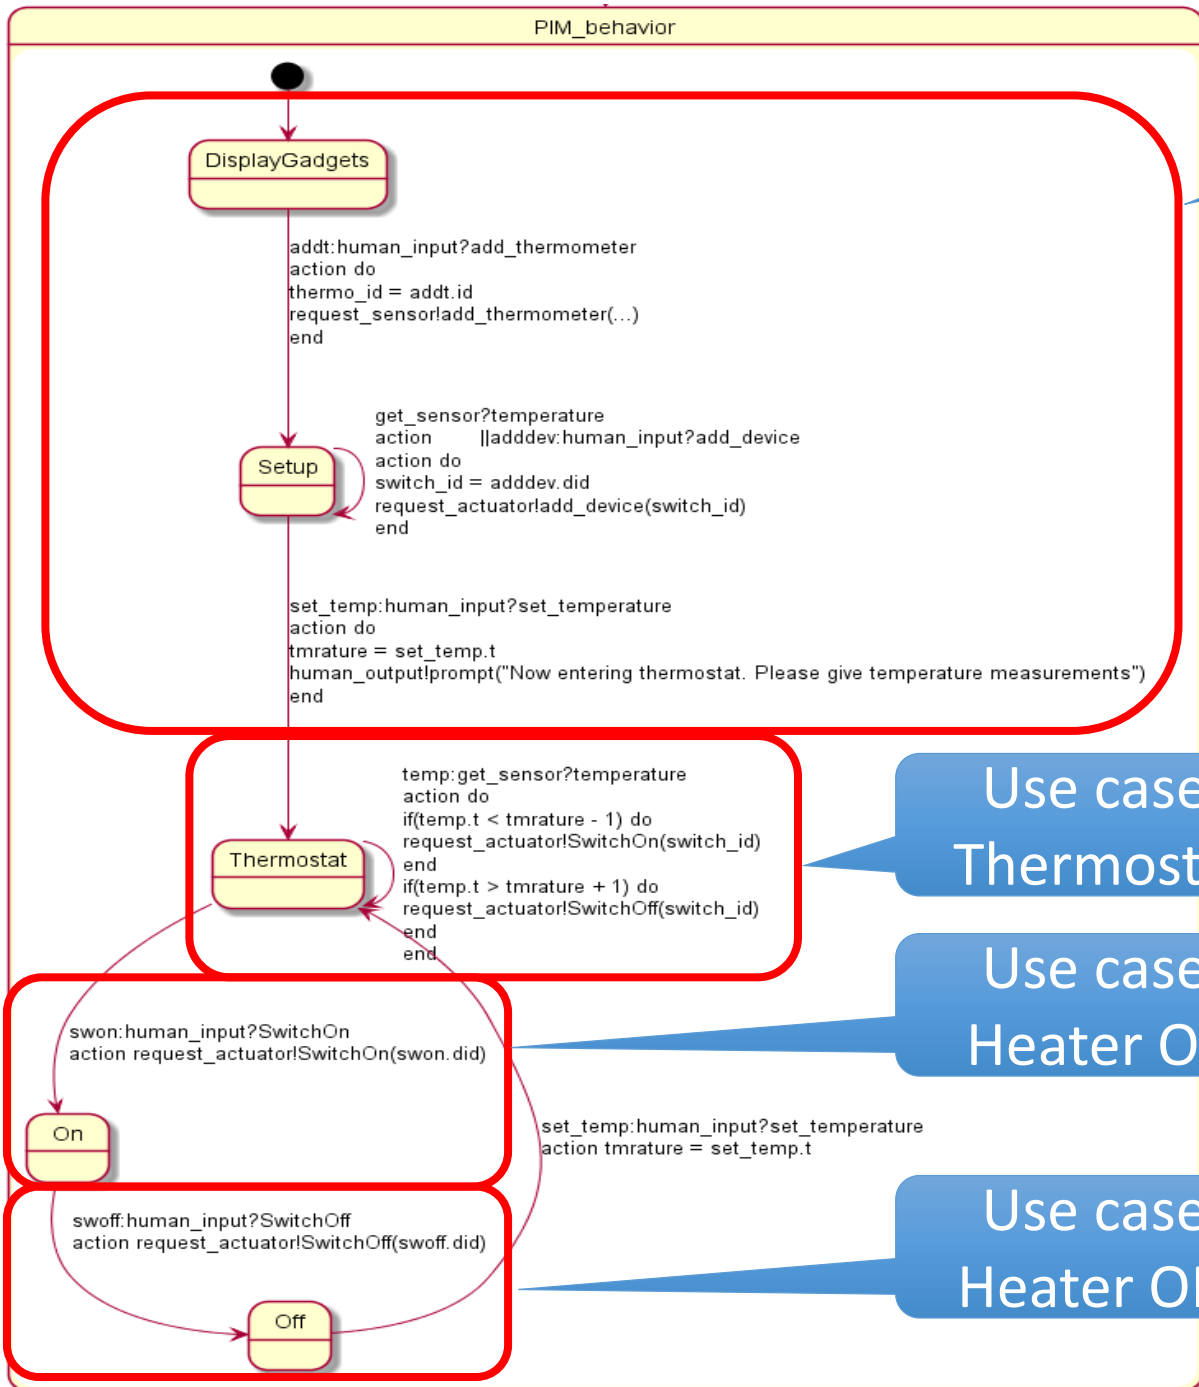 PIM_behavior
DisplayGadgets
addt:human_input?add_thermometer
action do
thermo_id = addt.id
request_sensor!add_thermometer(...)
end
get_sensor?temperature
action ||adddev:human_input?add_device
Setup
action do
switch_id = adddev.did
request_actuator!add_device(switch_id)
end
set_temp:human_input?set_temperature
action do
tmrature = set_temp.t
human_output!prompt("Now entering thermostat. Please give temperature measurements")
end
temp:get_sensor?temperature
action do
if(temp.t < tmrature - 1) do
request_actuator!SwitchOn(switch_id)
Thermostat
end
if(temp.t > tmrature + 1) do
request_actuator!SwitchOff(switch_id)
end
end
Use case
Thermost
swon:human_input?SwitchOn
action request_actuator!SwitchOn(swon.did)
Use case
Heater O
On
set_temp:human_input?set_temperature
action tmrature = set_temp.t
swoff:human_input?SwitchOff
action request_actuator!SwitchOff(swoff.did)
Use case
Heater O
Off